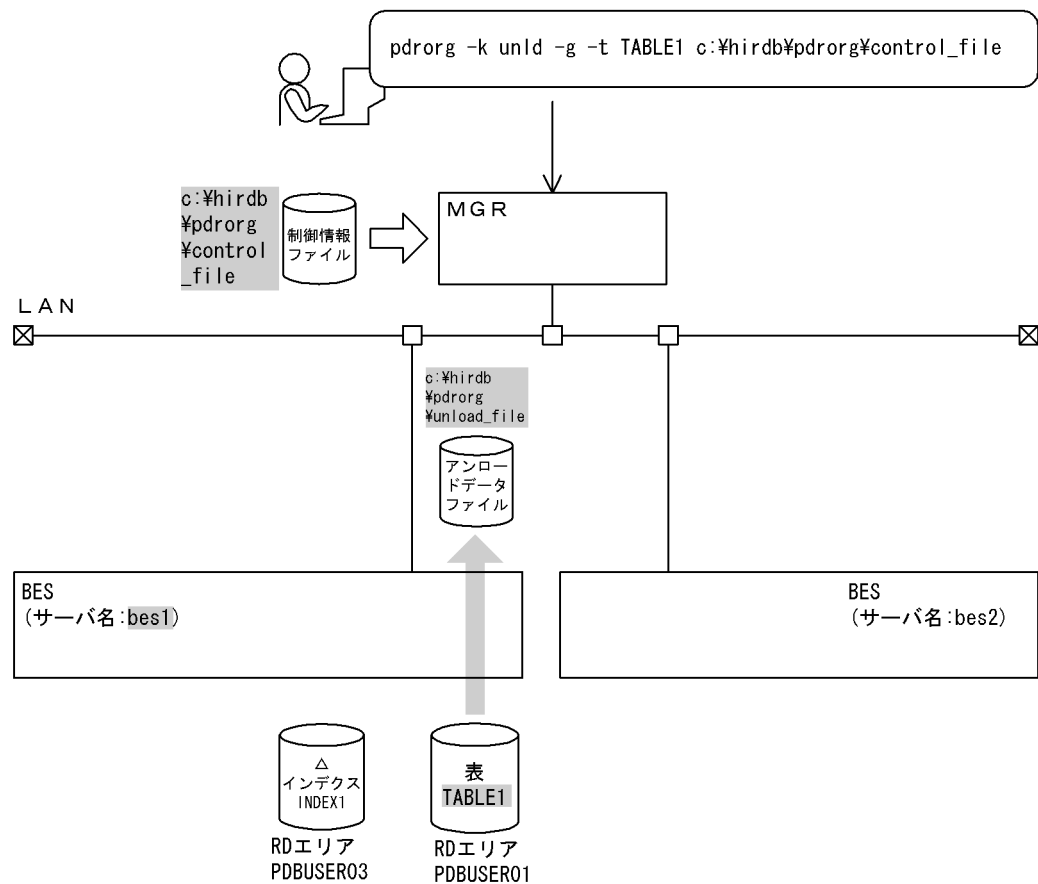 pdrorg -k unld -g -t TABLE1 c:¥hirdb¥pdrorg¥control_file
c:¥hirdb
¥pdrorg
¥control
_file
制御情報
ファイル
MGR
LAN
c:¥hirdb
¥pdrorg
¥unload_file
アンロー
ドデータ
ファイル
BES
(サーバ名:bes1)
BES
(サーバ名:bes2)
△
インデクス
INDEX1
表
TABLE1
RDエリア
PDBUSER03
RDエリア
PDBUSER01